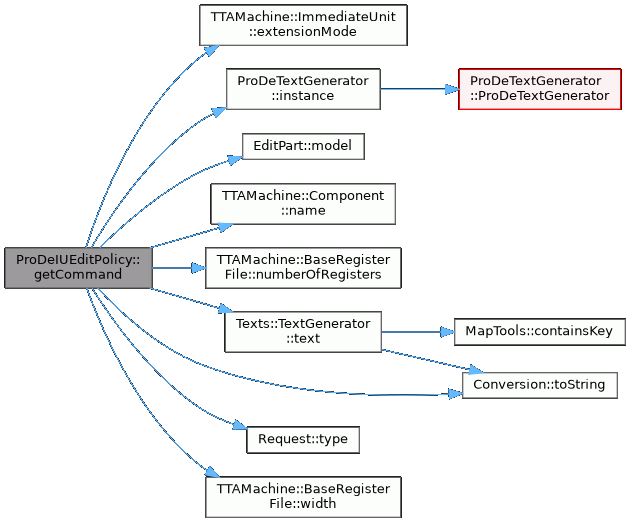 TTAMachine::ImmediateUnit
::extensionMode
ProDeTextGenerator
::instance
ProDeTextGenerator
::ProDeTextGenerator
EditPart::model
TTAMachine::Component
::name
ProDeIUEditPolicy::
getCommand
TTAMachine::BaseRegister
File::numberOfRegisters
Texts::TextGenerator
::text
MapTools::containsKey
Conversion::toString
Request::type
TTAMachine::BaseRegister
File::width